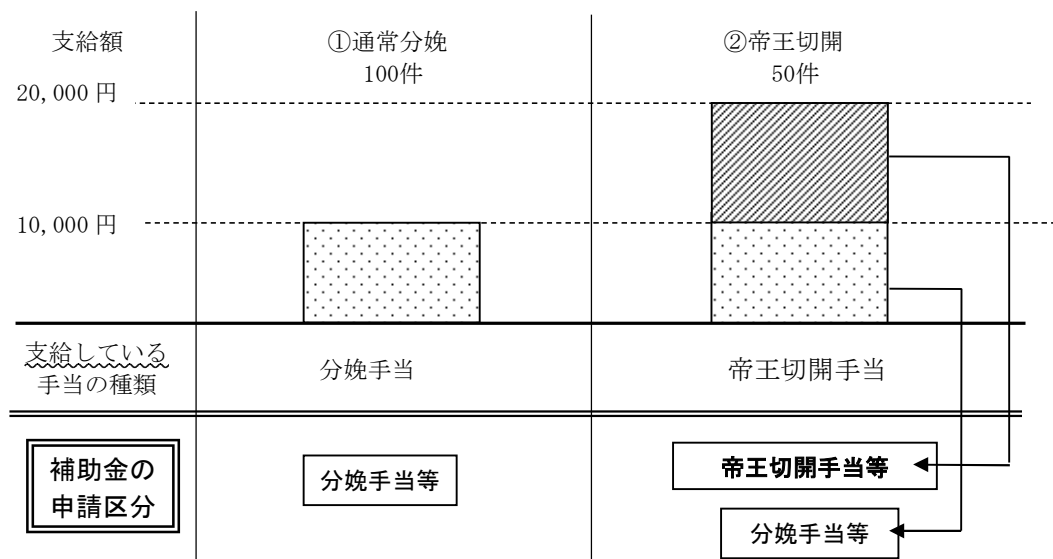 支給額
①通常分娩
100件
②帝王切開
50件
20,000円
10,000円
支給している
手当の種類
分娩手当
帝王切開手当
補助金の
申請区分
分娩手当等
帝王切開手当等
分娩手当等